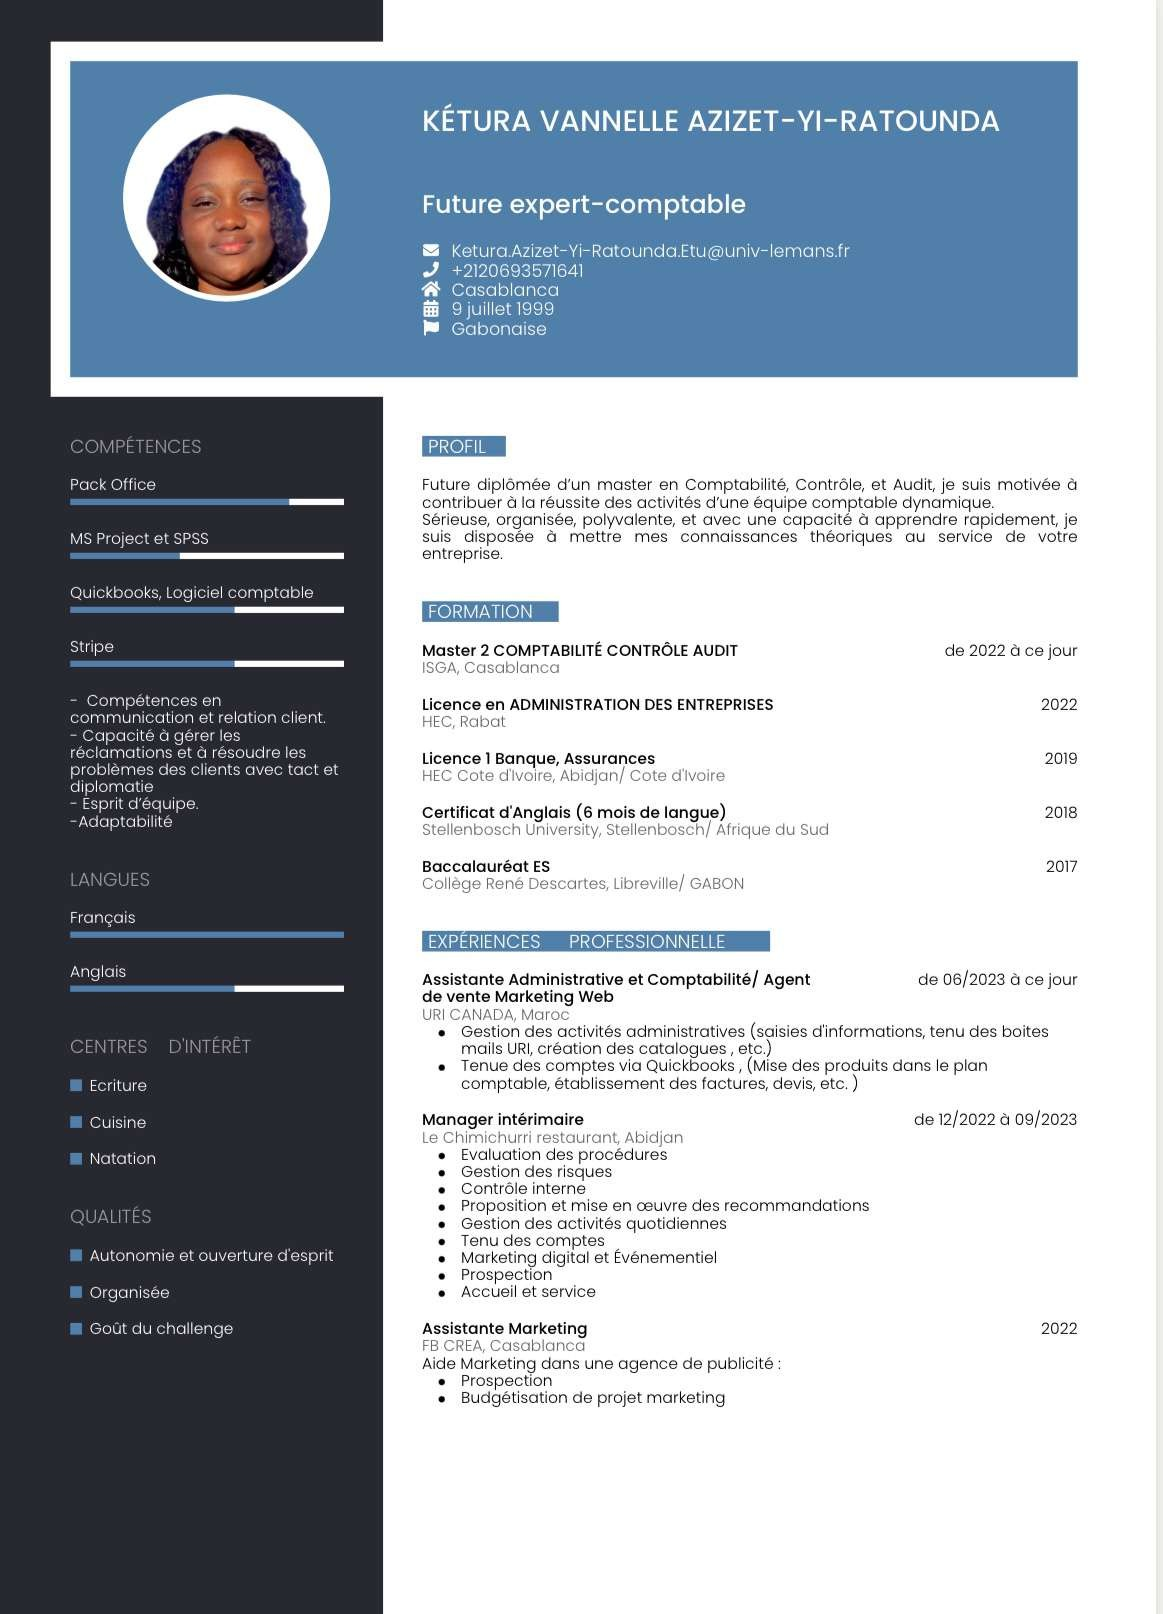 KÉTURA VANNELLE AZIZET-YI-RATOUNDA
Future expert-comptable
Ketura.Azizet-Yi-Ratounda.Etu@univ-lemans.fr
+2120693571641
Casablanca
9 juillet 1999
Gabonaise
COMPÉTENCES
Pack Office
MS Project et SPSS
Quickbooks, Logiciel comptable
Stripe
- Compétences en
communication et relation client.
- Capacité à gérer les
réclamations et à résoudre les
problèmes des clients avec tact et
diplomatie
- Esprit d’équipe.
-Adaptabilité
LANGUES
Français
Anglais
CENTRES D'INTÉRÊT
Ecriture
Cuisine
Natation
QUALITÉS
Autonomie et ouverture d'esprit
Organisée
Goût du challenge
PROFIL
Future diplômée d’un master en Comptabilité, Contrôle, et Audit, je suis motivée à
contribuer à la réussite des activités d’une équipe comptable dynamique.
Sérieuse, organisée, polyvalente, et avec une capacité à apprendre rapidement, je
suis disposée à mettre mes connaissances théoriques au service de votre
entreprise.
FORMATION
Master 2 COMPTABILITÉ CONTRÔLE AUDIT de 2022 à ce jour
ISGA, Casablanca
Licence en ADMINISTRATION DES ENTREPRISES 2022
HEC, Rabat
Licence 1 Banque, Assurances 2019
HEC Cote d'Ivoire, Abidjan/ Cote d'Ivoire
Certificat d'Anglais (6 mois de langue) 2018
Stellenbosch University, Stellenbosch/ Afrique du Sud
Baccalauréat ES 2017
Collège René Descartes, Libreville/ GABON
EXPÉRIENCES PROFESSIONNELLE
Assistante Administrative et Comptabilité/ Agent de 06/2023 à ce jour
de vente Marketing Web
URI CANADA, Maroc
● Gestion des activités administratives (saisies d'informations, tenu des boites
mails URI, création des catalogues , etc.)
● Tenue des comptes via Quickbooks , (Mise des produits dans le plan
comptable, établissement des factures, devis, etc. )
Manager intérimaire de 12/2022 à 09/2023
Le Chimichurri restaurant, Abidjan
● Evaluation des procédures
● Gestion des risques
● Contrôle interne
● Proposition et mise en œuvre des recommandations
● Gestion des activités quotidiennes
● Tenu des comptes
● Marketing digital et Événementiel
● Prospection
● Accueil et service
Assistante Marketing 2022
FB CREA, Casablanca
Aide Marketing dans une agence de publicité :
● Prospection
● Budgétisation de projet marketing